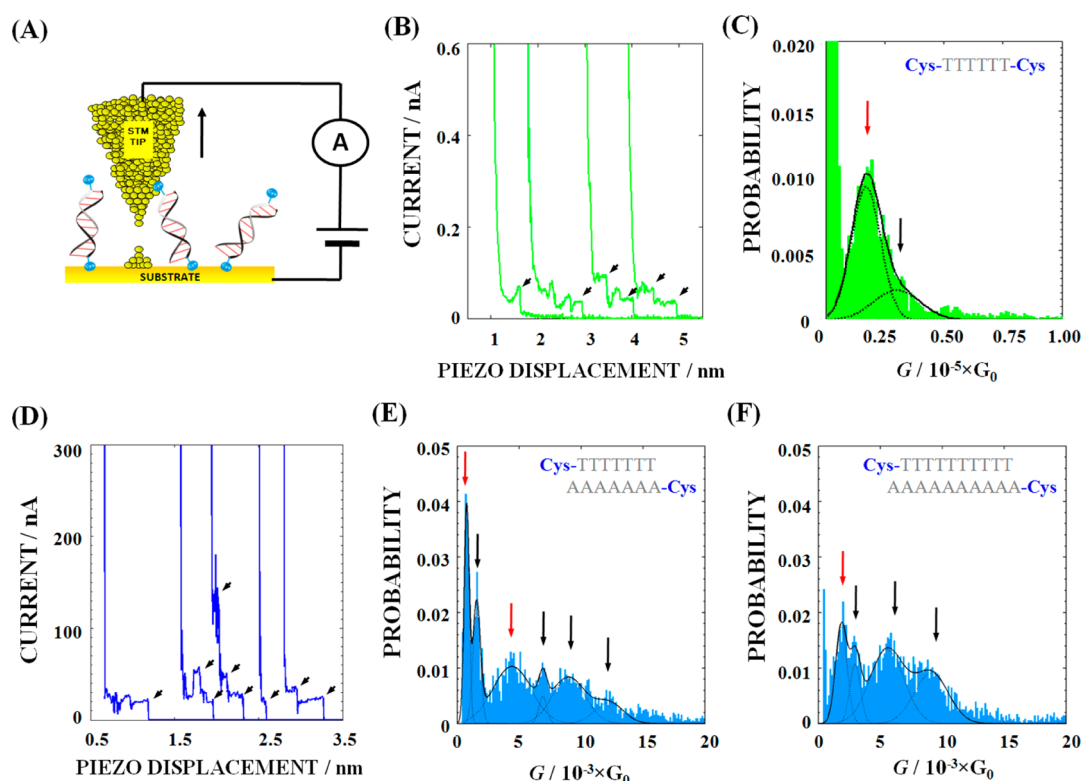 (A)
STM
TIP
A
SUBSTRATE
(B)
CURRENT / nA
0.6
0.4
0.2
0
1 2 3 4 5
PIEZO DISPLACEMENT / nm
(C)
PROBABILITY
0.020
0.015
0.010
0.005
0.000
Cys-TTTTTT-Cys
0 0.25 0.50 1.00
G / 10-5×G0
(D)
CURRENT / nA
300
200
100
0
0.5 1.5 2.5 3.5
PIEZO DISPLACEMENT / nm
(E)
PROBABILITY
0.05
0.04
0.03
0.02
0.01
0
Cys-TTTTTTT
AAAAAAA-Cys
0 5 10 20
G / 10-3×G0
(F)
PROBABILITY
0.05
0.04
0.03
0.02
0.01
0
Cys-TTTTTTTTTT
AAAAAAAAAA-Cys
0 5 10 20
G / 10-3×G0